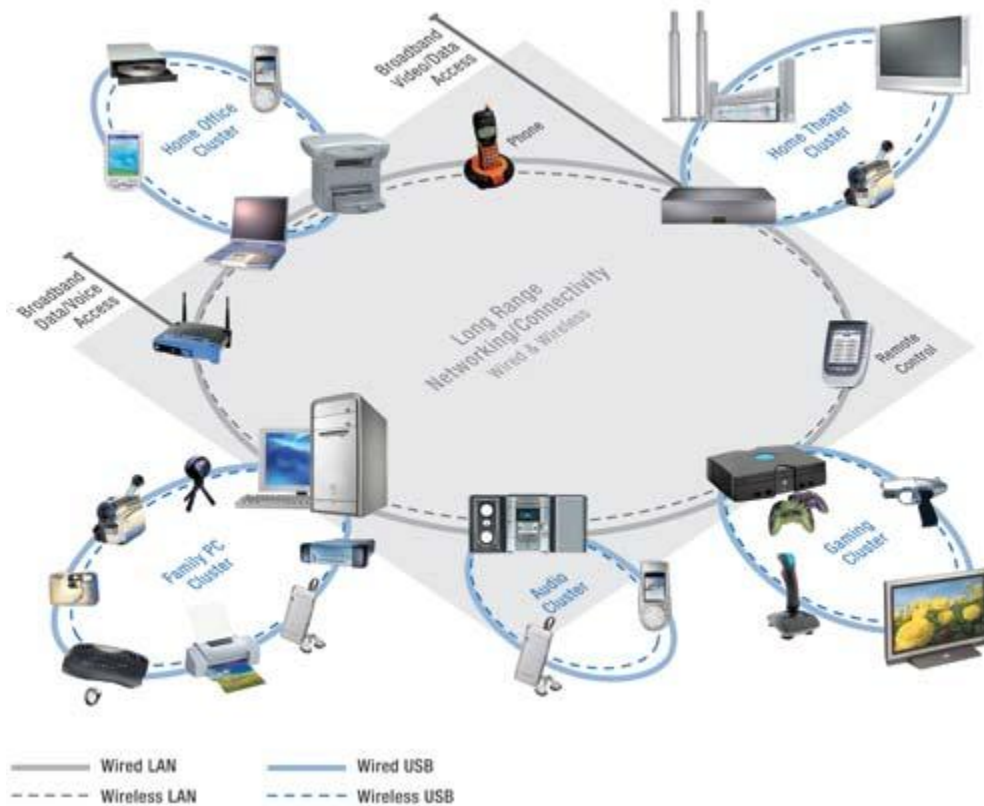 Broadband
Video/Data
Access
Phone
Home Office
Cluster
Home Theater
Cluster
Broadband
Data/Voice
Access
Long Range
Networking/Connectivity
Wired & Wireless
Remote
Control
Family PC
Cluster
Audio
Cluster
Gaming
Cluster
Wired LAN
Wired USB
Wireless LAN
Wireless USB